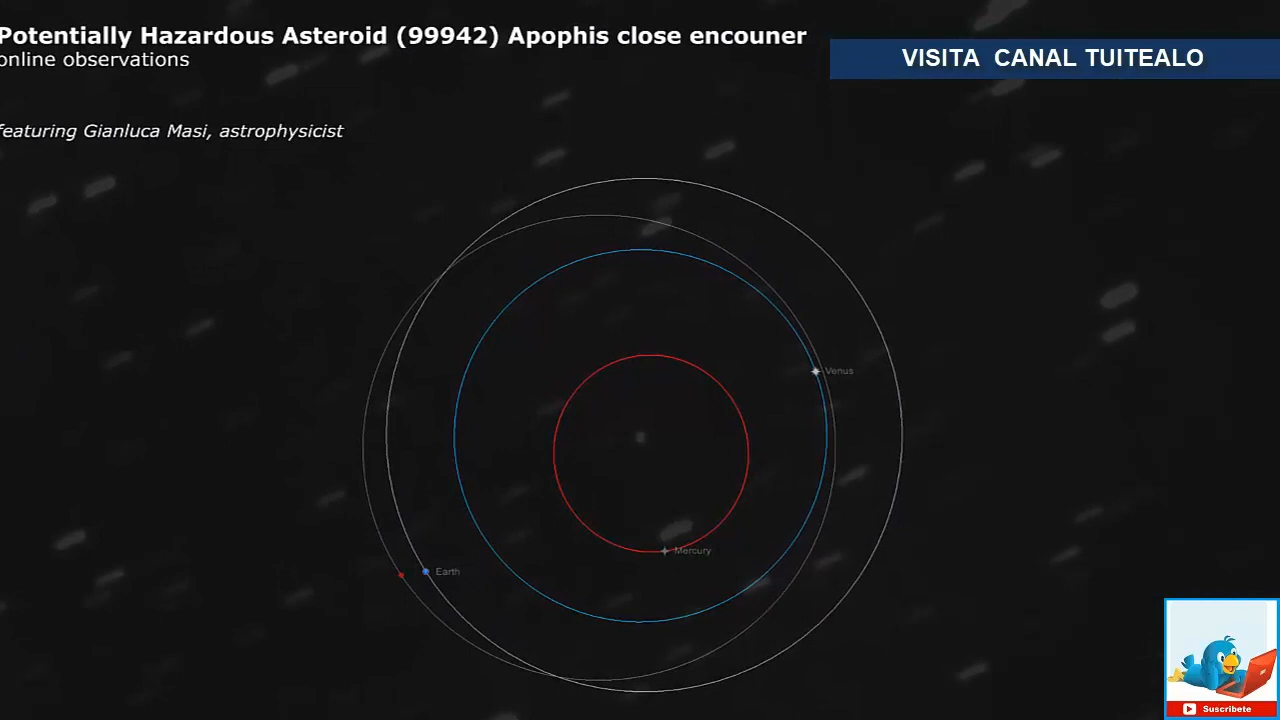 Potentially Hazardous Asteroid (99942) Apophis close encouner
online observations
VISITA CANAL TUITEALO
featuring Gianluca Masi, astrophysicist
Venus
Mercury
Earth
Suscribete